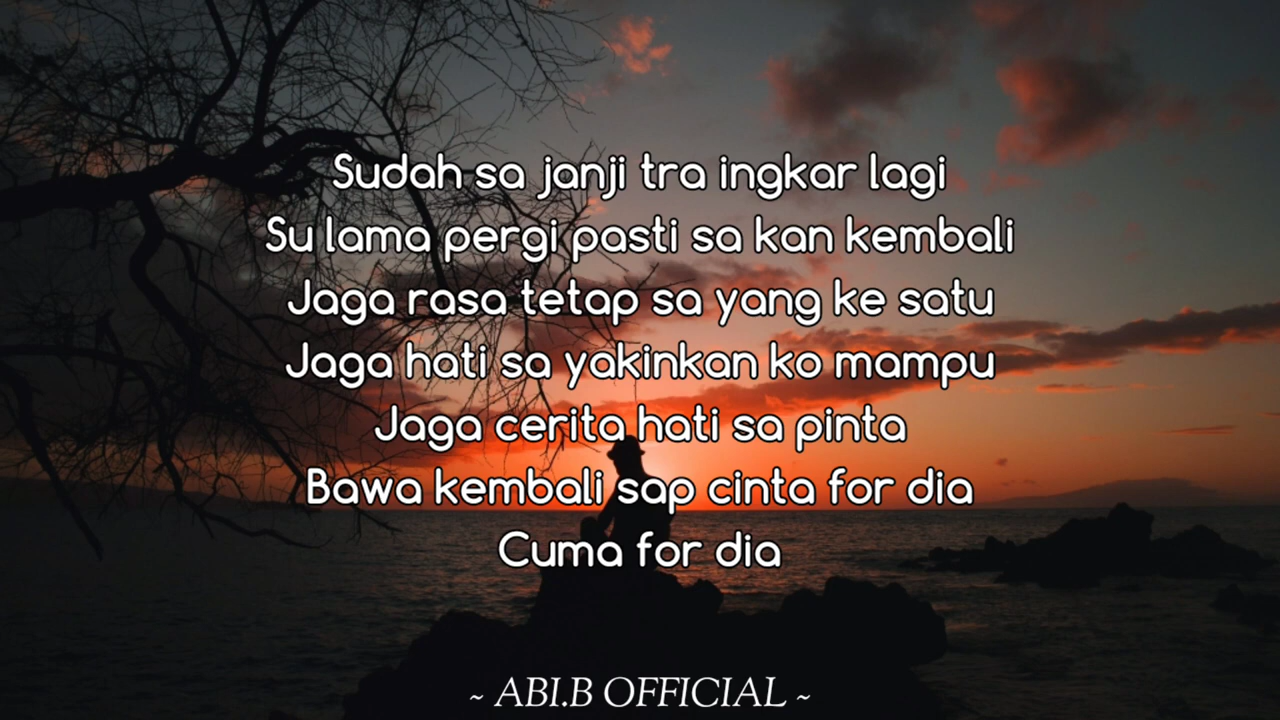 Sudah sa janji tra ingkar lagi
Su lama pergi pasti sa kan kembali
Jaga rasa tetap sa yang ke satu
Jaga hati sa yakinkan ko mampu
Jaga cerita hati sa pinta
Bawa kembali sap cinta for dia
Cuma for dia
~ ABI.B OFFICIAL ~